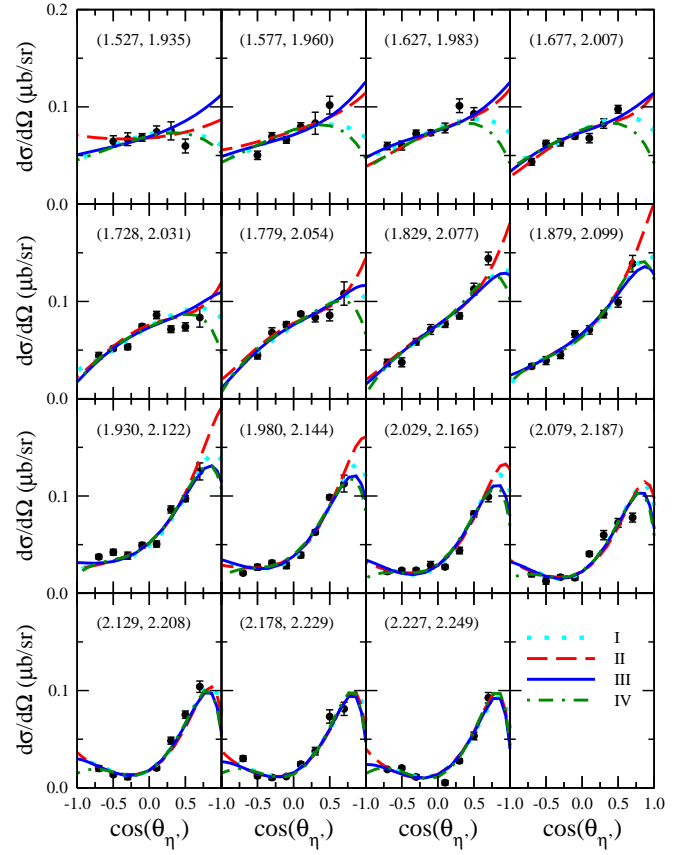 0.2
(1.527, 1.935) (1.577, 1.960) (1.627, 1.983) (1.677, 2.007)
dσ/dΩ (μb/sr)
0.1
0.0
(1.728, 2.031) (1.779, 2.054) (1.829, 2.077) (1.879, 2.099)
dσ/dΩ (μb/sr)
0.1
0.0
(1.930, 2.122) (1.980, 2.144) (2.029, 2.165) (2.079, 2.187)
dσ/dΩ (μb/sr)
0.1
0.0
(2.129, 2.208) (2.178, 2.229) (2.227, 2.249)
I
II
III
IV
dσ/dΩ (μb/sr)
0.1
0.0
-1.0 -0.5 0.0 0.5 -1.0 -0.5 0.0 0.5 -1.0 -0.5 0.0 0.5 -1.0 -0.5 0.0 0.5 1.0
cos(θη') cos(θη') cos(θη') cos(θη')